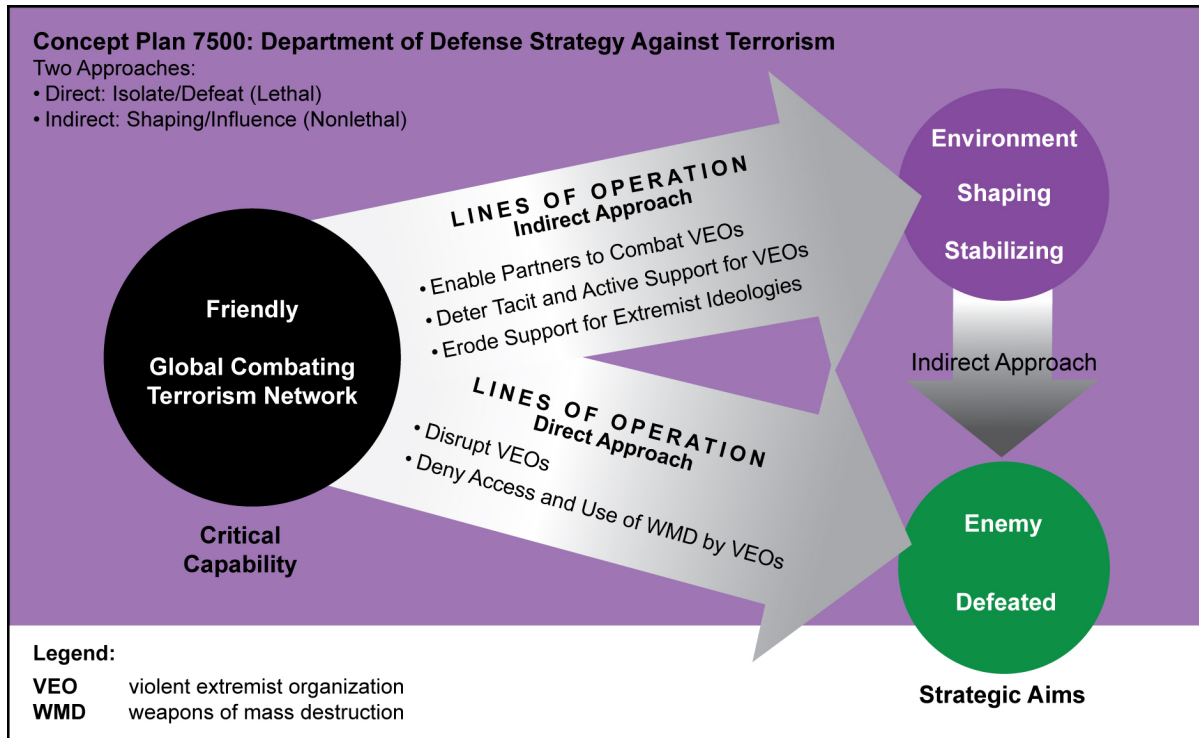 Concept Plan 7500: Department of Defense Strategy Against Terrorism
Two Approaches:
• Direct: Isolate/Defeat (Lethal)
• Indirect: Shaping/Influence (Nonlethal)
Friendly
Global Combating
Terrorism Network
Critical
Capability
LINES OF OPERATION
Indirect Approach
• Enable Partners to Combat VEOs
• Deter Tacit and Active Support for VEOs
• Erode Support for Extremist Ideologies
LINES OF OPERATION
Direct Approach
• Disrupt VEOs
• Deny Access and Use of WMD by VEOs
Environment
Shaping
Stabilizing
Indirect Approach
Enemy
Defeated
Strategic Aims
Legend:
VEO violent extremist organization
WMD weapons of mass destruction